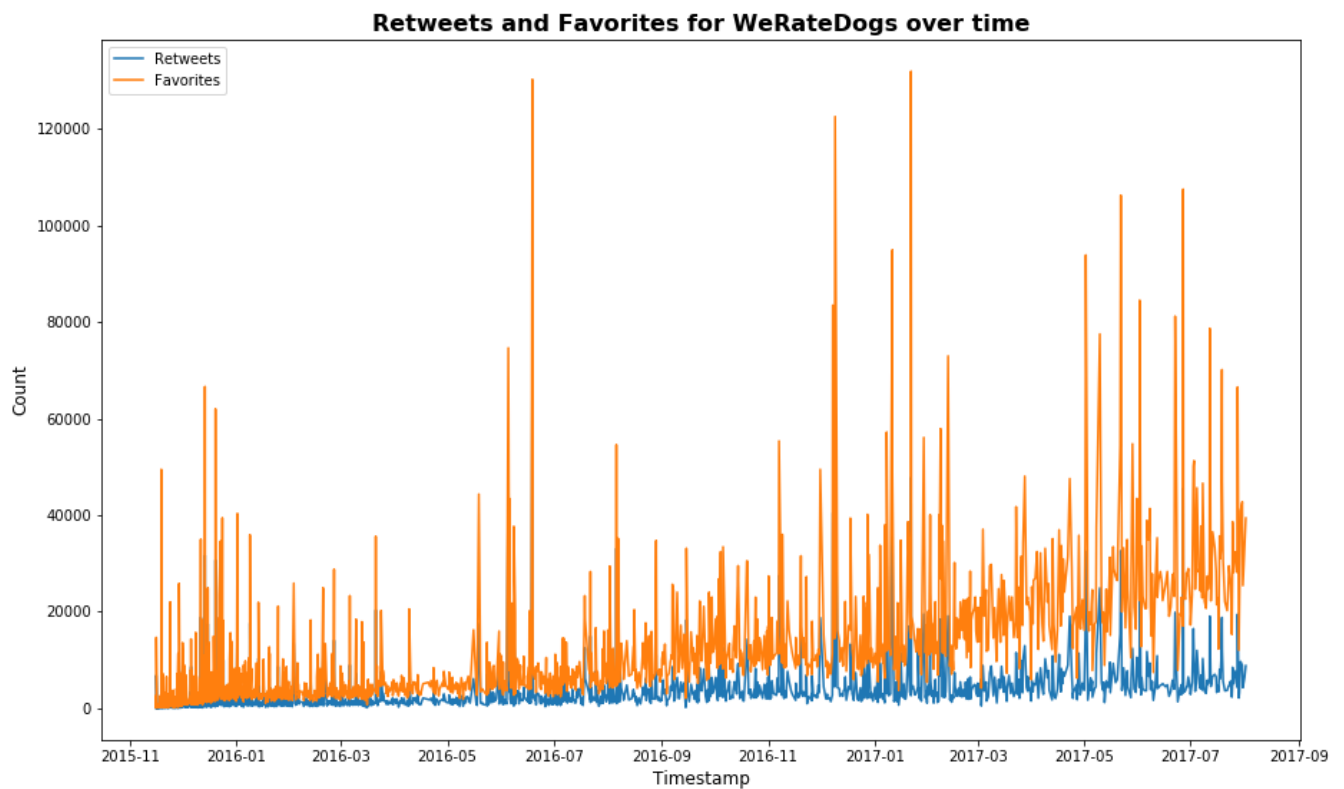 Retweets and Favorites for WeRateDogs over time
Retweets
Favorites
120000
100000
80000
60000
40000
20000
0
Count
2015-11 2016-01 2016-03 2016-05 2016-07 2016-09 2016-11 2017-01 2017-03 2017-05 2017-07 2017-09
Timestamp